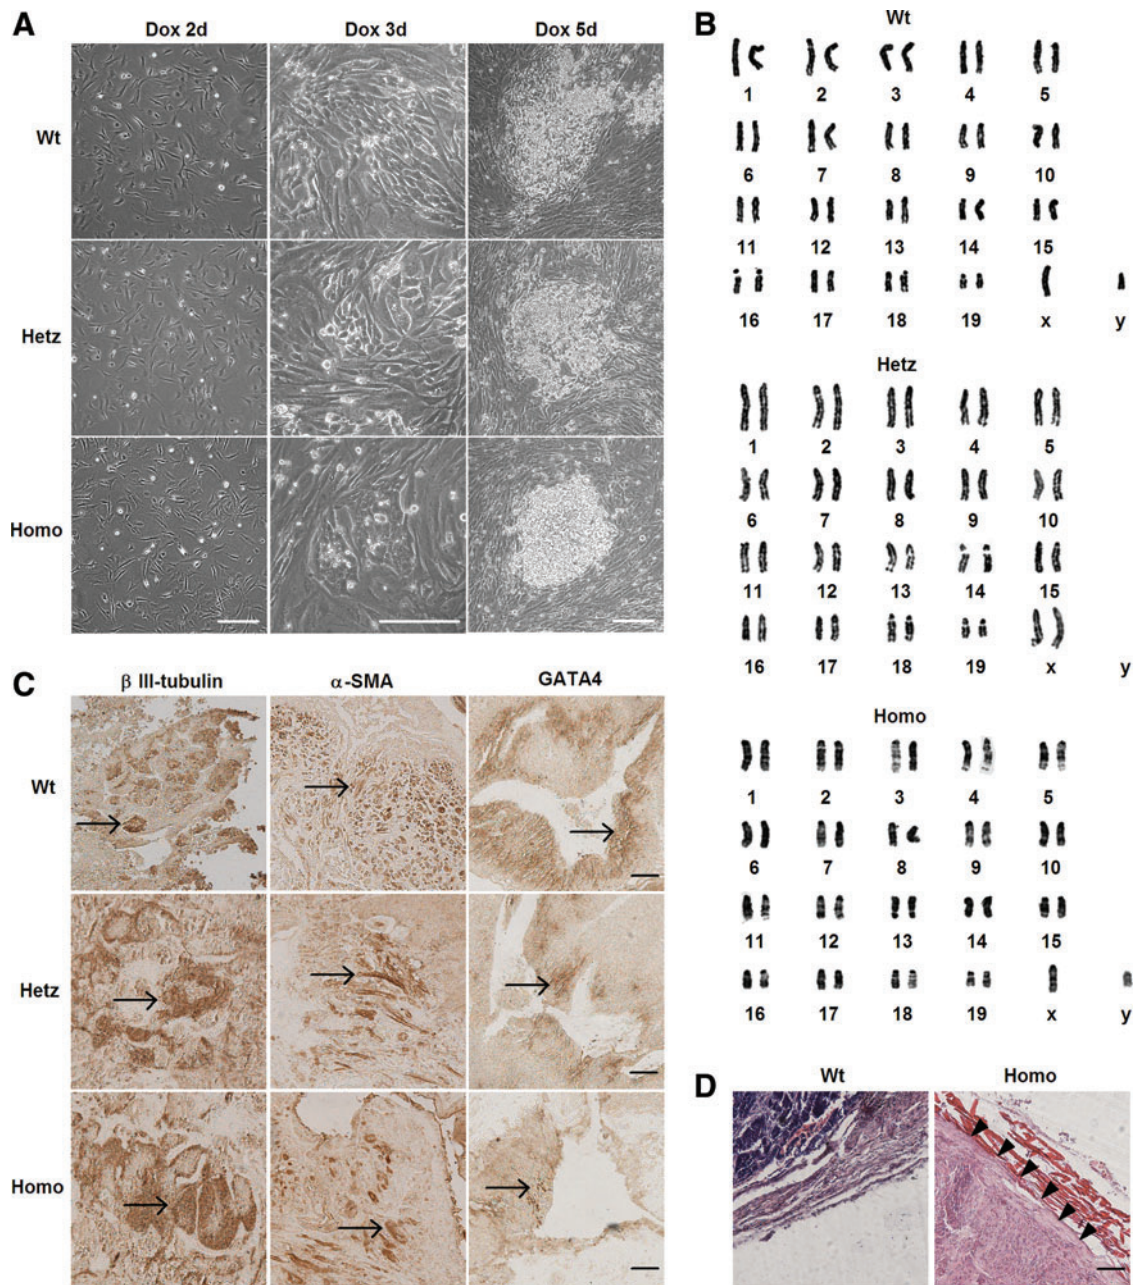 A
Dox 2d Dox 3d Dox 5d
Wt
Hetz
Homo
B
Wt
1 2 3 4 5
6 7 8 9 10
11 12 13 14 15
16 17 18 19 x y
Hetz
1 2 3 4 5
6 7 8 9 10
11 12 13 14 15
16 17 18 19 x y
Homo
1 2 3 4 5
6 7 8 9 10
11 12 13 14 15
16 17 18 19 x y
C
β III-tubulin α-SMA GATA4
Wt
Hetz
Homo
D
Wt Homo